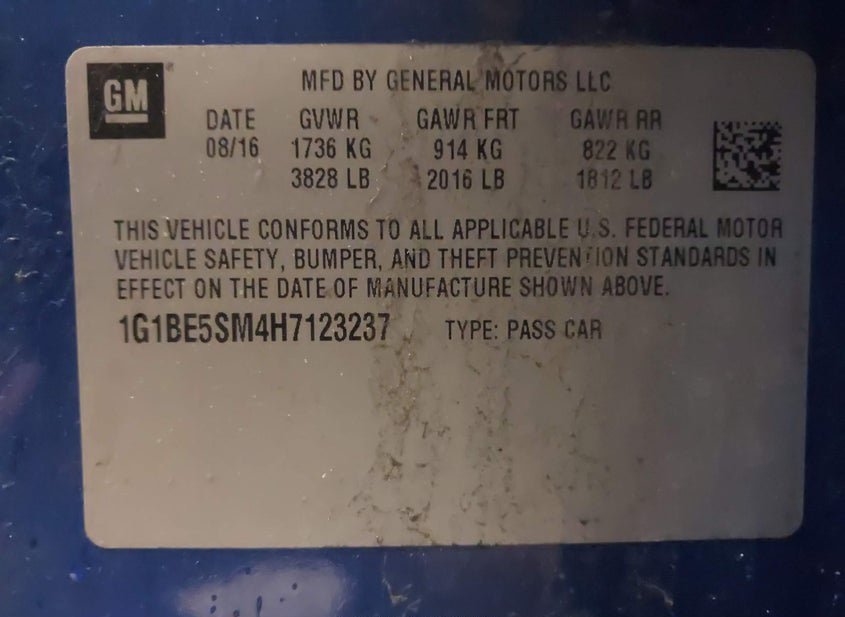 GM MFD BY GENERAL MOTORS LLC
DATE GVWR GAWR FRT GAWR RR
08/16 1736 KG 914 KG 822 KG
3828 LB 2016 LB 1812 LB
THIS VEHICLE CONFORMS TO ALL APPLICABLE U.S. FEDERAL MOTOR
VEHICLE SAFETY, BUMPER, AND THEFT PREVENTION STANDARDS IN
EFFECT ON THE DATE OF MANUFACTURE SHOWN ABOVE.
1G1BE5SM4H7123237 TYPE: PASS CAR